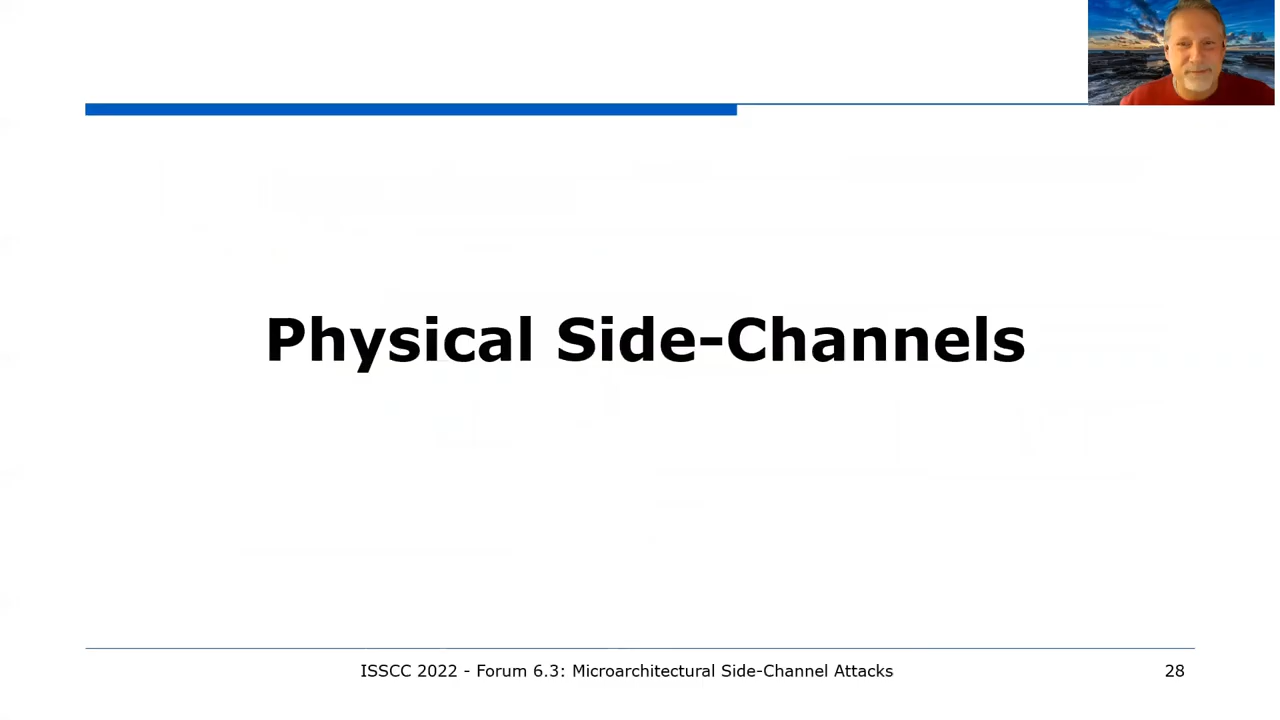 Physical Side-Channels
ISSCC 2022 - Forum 6.3: Microarchitectural Side-Channel Attacks
28